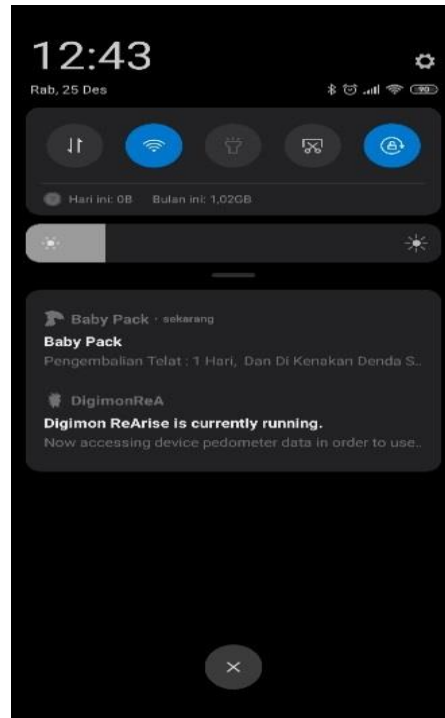 12:43
Rab, 25 Des
90
Hari ini: 0B Bulan ini: 1,02GB
Baby Pack · sekarang
Baby Pack
Pengembalian Telat : 1 Hari, Dan Di Kenakan Denda S..
DigimonReA
Digimon ReArise is currently running.
Now accessing device pedometer data in order to use..